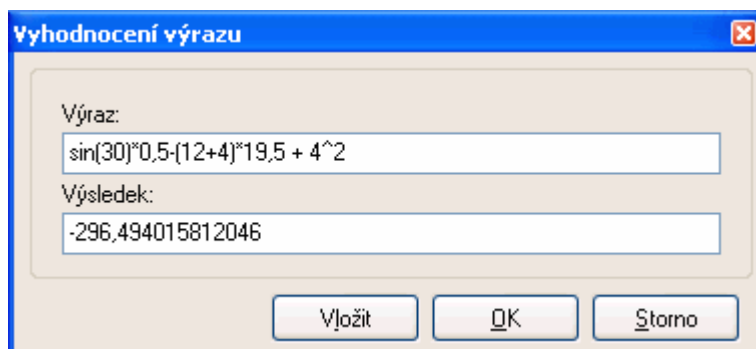 Vyhodnocení výrazu
Výraz:
sin(30)*0,5-(12+4)*19,5 + 4^2
Výsledek:
-296,494015812046
Vložit OK Storno